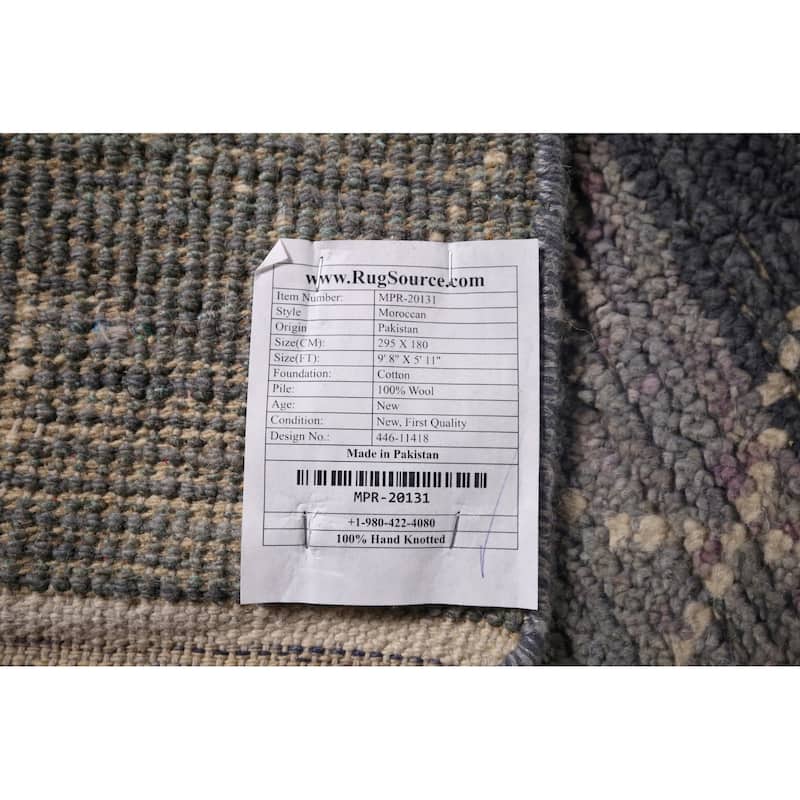 www.RugSource.com
Item Number: MPR-20131
Style Moroccan
Origin Pakistan
Size(CM): 295 X 180
Size(FT): 9' 8" X 5' 11"
Foundation: Cotton
Pile: 100% Wool
Age: New
Condition: New, First Quality
Design No.: 446-11418
Made in Pakistan
MPR-20131
+1-980-422-4080
100% Hand Knotted